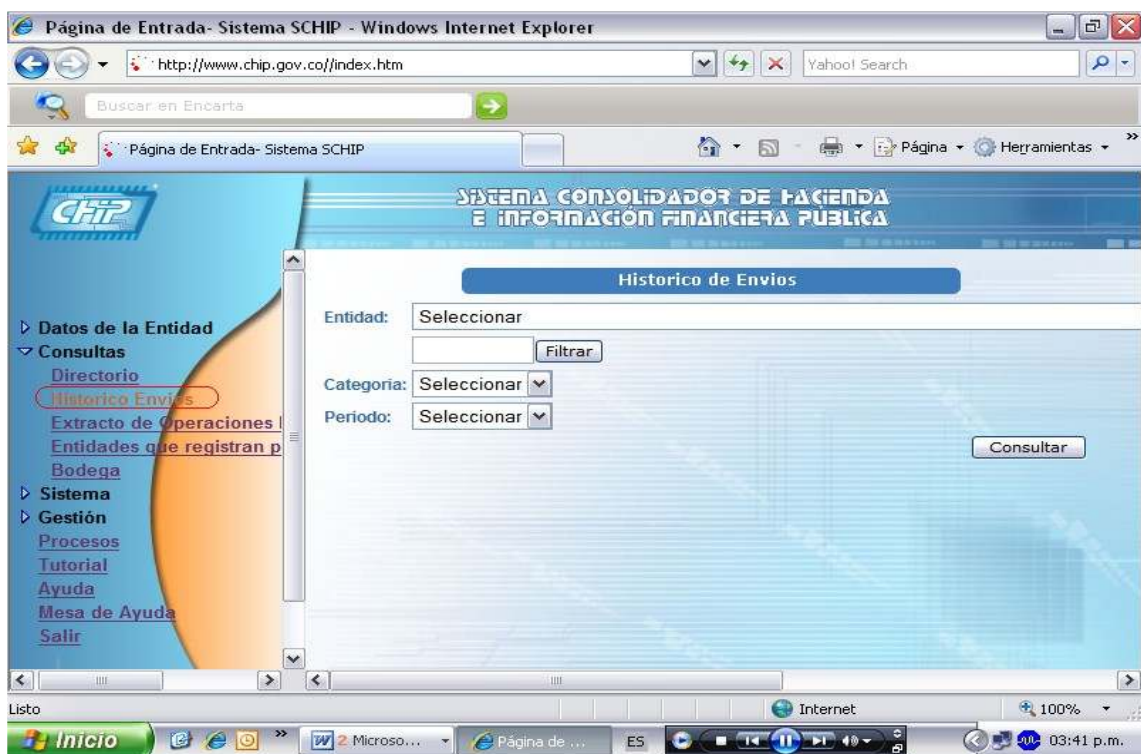 Página de Entrada- Sistema SCHIP - Windows Internet Explorer
http://www.chip.gov.co//index.htm
Yahoo! Search
Buscar en Encarta
Página de Entrada- Sistema SCHIP
Página
Herramientas
»
CHIP
SISTEMA CONSOLIDADOR DE HACIENDA
E INFORMACIÓN FINANCIERA PÚBLICA
Historico de Envios
Datos de la Entidad
Consultas
Directorio
Historico Envios
Extracto de Operaciones
Entidades que registran p
Bodega
Sistema
Gestión
Procesos
Tutorial
Ayuda
Mesa de Ayuda
Salir
Entidad: Seleccionar
Filtrar
Categoria: Seleccionar
Periodo: Seleccionar
Consultar
Listo
Internet
100%
Inicio
»
2 Microso...
Página de ...
ES
03:41 p.m.